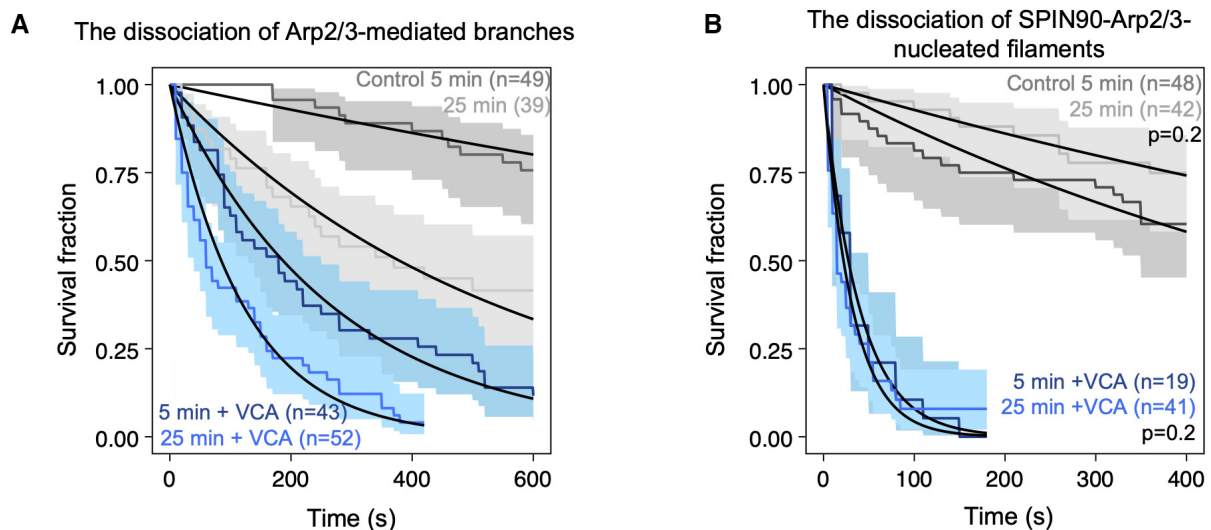 A
The dissociation of Arp2/3-mediated branches
Control 5 min (n=49)
25 min (39)
1.00
0.75
0.50
0.25
0.00
Survival fraction
5 min + VCA (n=43)
25 min + VCA (n=52)
0 200 400 600
Time (s)
B
The dissociation of SPIN90-Arp2/3-
nucleated filaments
Control 5 min (n=48)
25 min (n=42)
p=0.2
1.00
0.75
0.50
0.25
0.00
Survival fraction
5 min +VCA (n=19)
25 min +VCA (n=41)
p=0.2
0 100 200 300 400
Time (s)